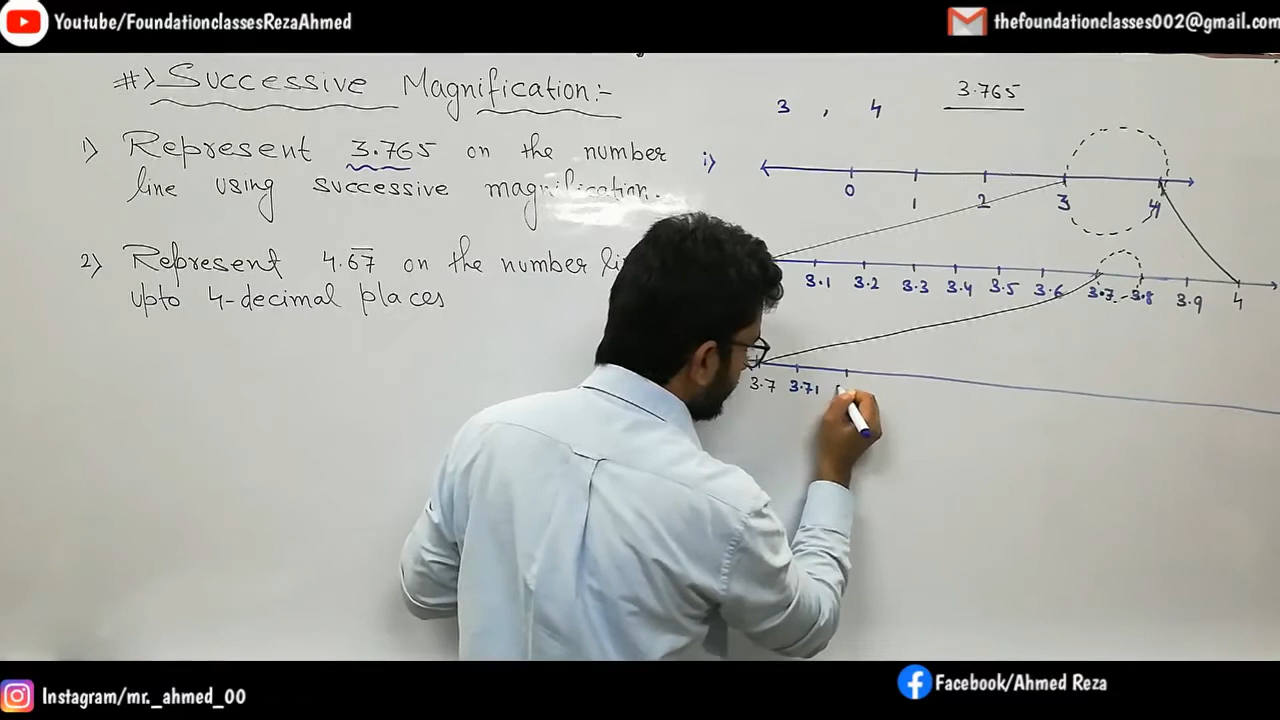 Youtube/FoundationclassesRezaAhmed
thefoundationclasses002@gmail.com
#) Successive Magnification:-
1) Represent 3.765 on the number
line using successive magnification.
2) Represent 4.6̅7̅ on the number
upto 4-decimal places
3 , 4 3.765
i)
0 1 2 3 4
3.1 3.2 3.3 3.4 3.5 3.6 3.7 3.8 3.9 4
3.7 3.71
Instagram/mr._ahmed_00
Facebook/Ahmed Reza